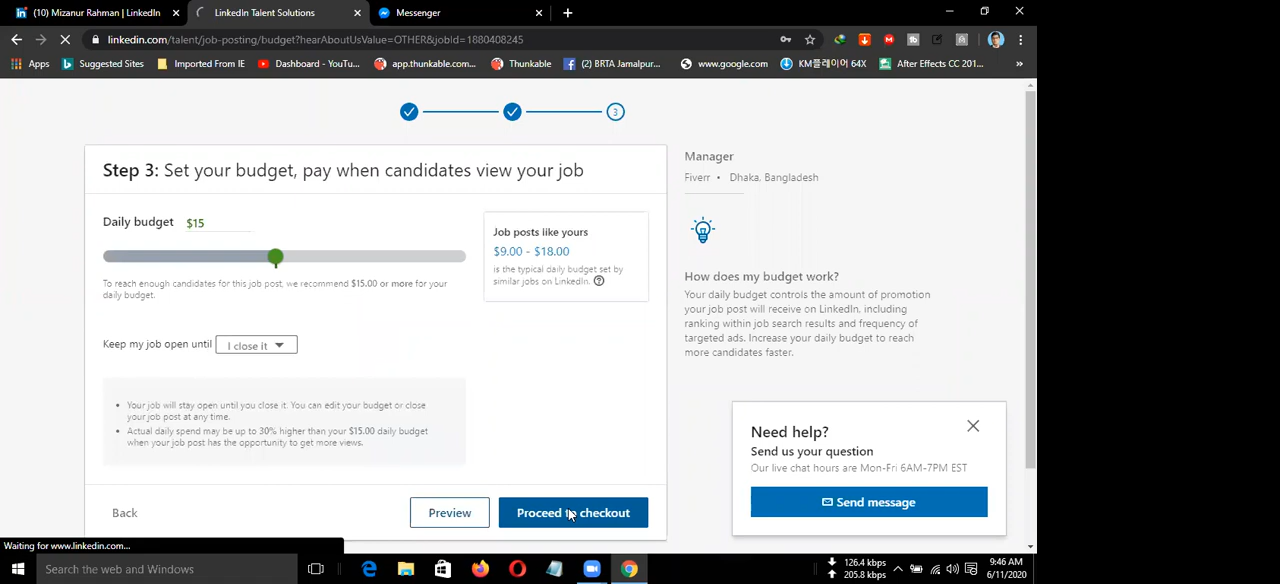 (10) Mizanur Rahman | LinkedIn
LinkedIn Talent Solutions
Messenger
linkedin.com/talent/job-posting/budget?hearAboutUsValue=OTHER&jobId=1880408245
Apps
Suggested Sites
Imported From IE
Dashboard - YouTu...
app.thunkable.com...
Thunkable
(2) BRTA Jamalpur...
www.google.com
KM플레이어 64X
After Effects CC 201...
»
3
Step 3: Set your budget, pay when candidates view your job
Daily budget $15
To reach enough candidates for this job post, we recommend $15.00 or more for your
daily budget.
Job posts like yours
$9.00 - $18.00
is the typical daily budget set by
similar jobs on LinkedIn.
Keep my job open until I close it
• Your job will stay open until you close it. You can edit your budget or close
your job post at any time.
• Actual daily spend may be up to 30% higher than your $15.00 daily budget
when your job post has the opportunity to get more views.
Back
Preview
Proceed to checkout
Manager
Fiverr • Dhaka, Bangladesh
How does my budget work?
Your daily budget controls the amount of promotion
your job post will receive on LinkedIn, including
ranking within job search results and frequency of
targeted ads. Increase your daily budget to reach
more candidates faster.
Need help?
Send us your question
Our live chat hours are Mon-Fri 6AM-7PM EST
Send message
Waiting for www.linkedin.com...
Search the web and Windows
126.4 kbps
205.8 kbps
9:46 AM
6/11/2020